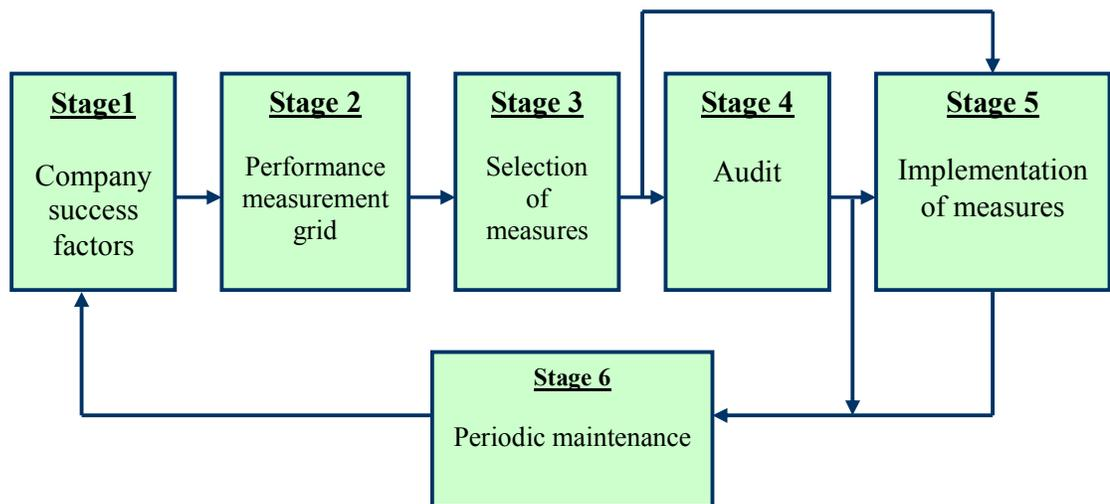 Stage1
Company
success
factors
Stage 2
Performance
measurement
grid
Stage 3
Selection
of
measures
Stage 4
Audit
Stage 5
Implementation
of measures
Stage 6
Periodic maintenance